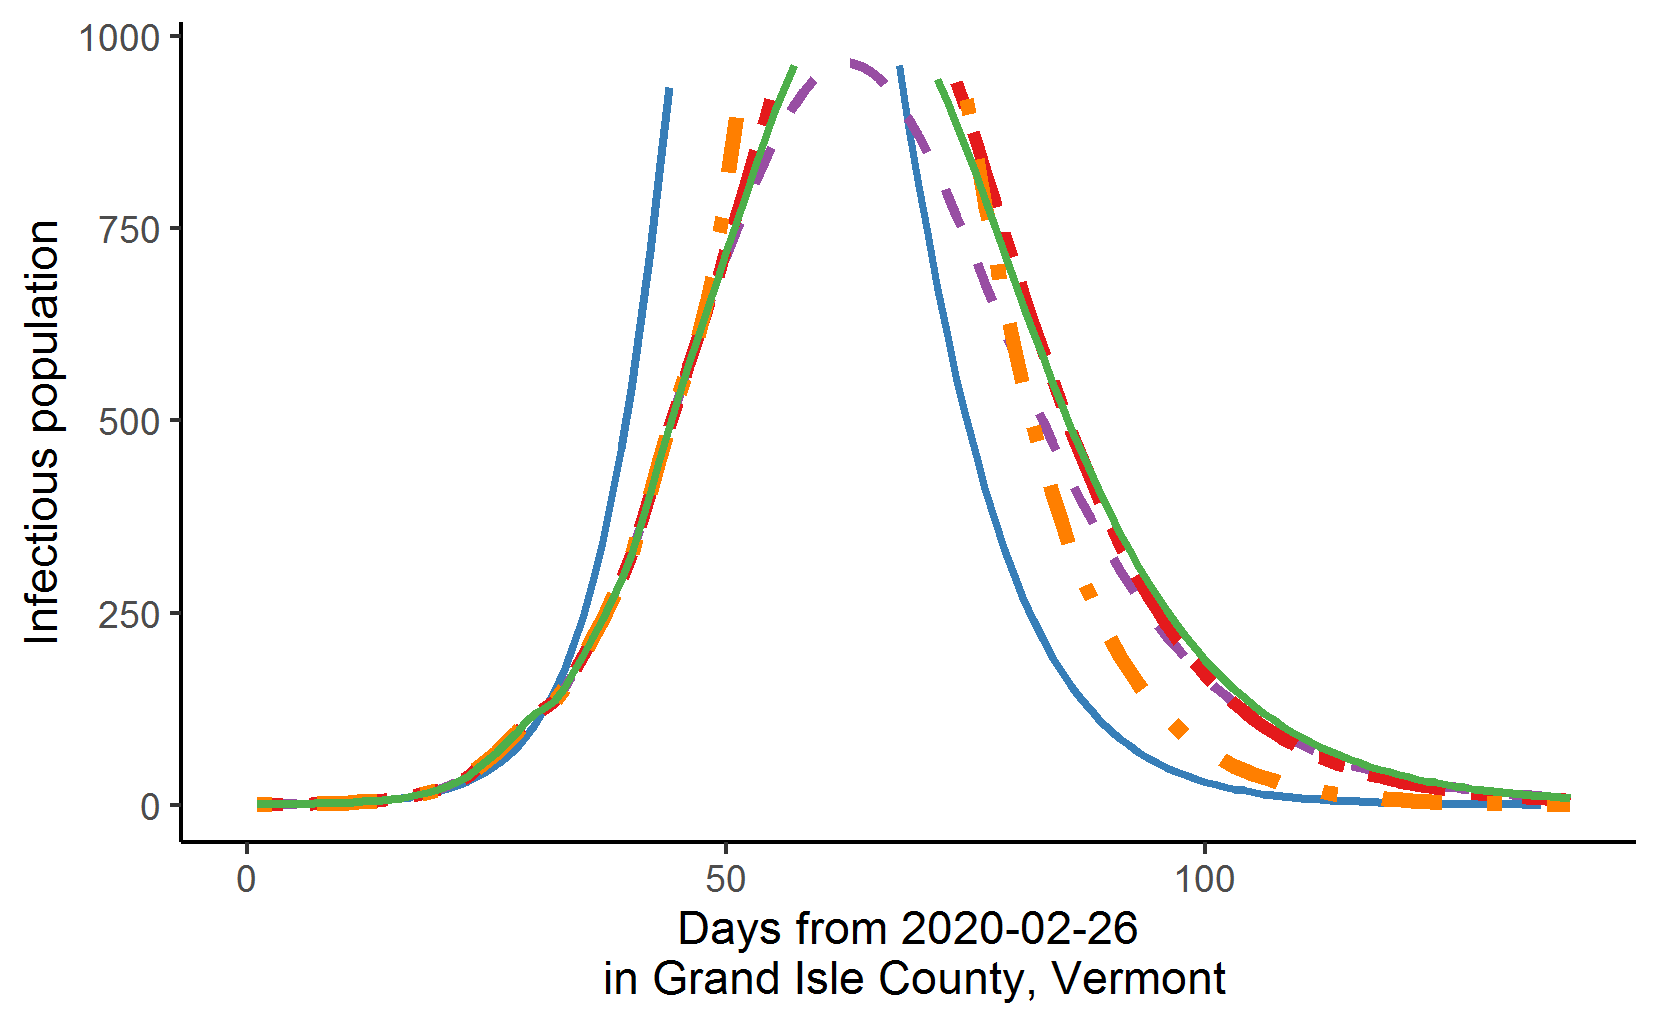 Infectious population
1000
750
500
250
0
0 50 100
Days from 2020-02-26
in Grand Isle County, Vermont